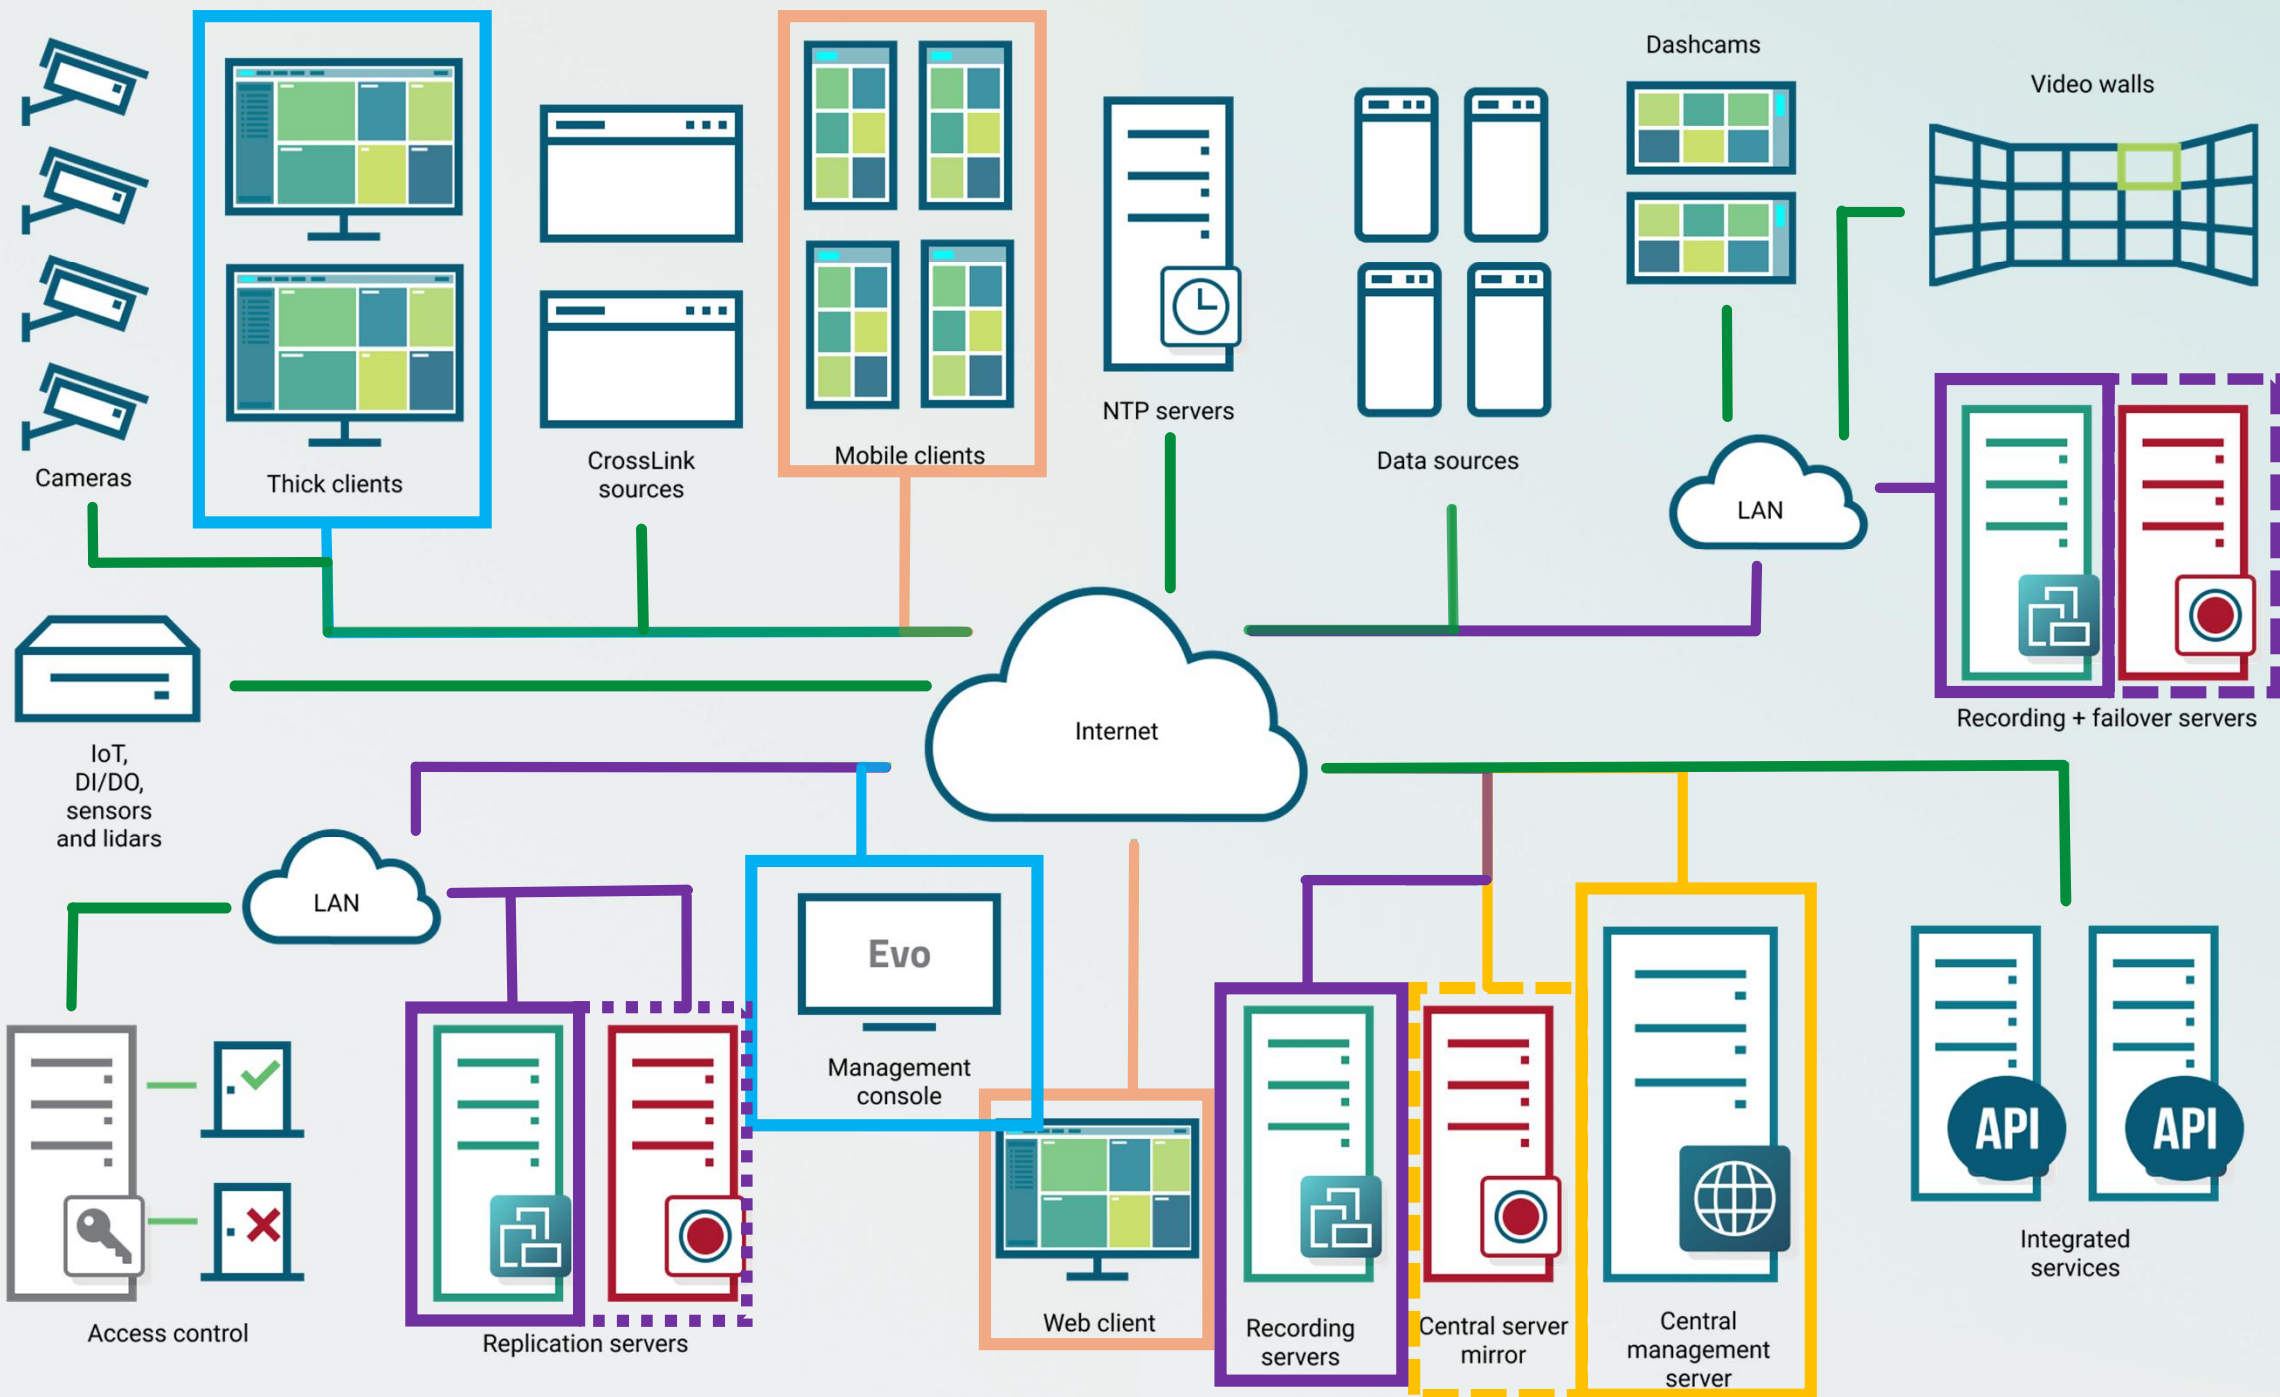 Dashcams
Video walls
Cameras
Thick clients
CrossLink
sources
Mobile clients
NTP servers
Data sources
LAN
Recording + failover servers
IoT,
DI/DO,
sensors
and lidars
Internet
LAN
Evo
Management
console
API
API
Integrated
services
Access control
Replication servers
Web client
Recording
servers
Central server
mirror
Central
management
server